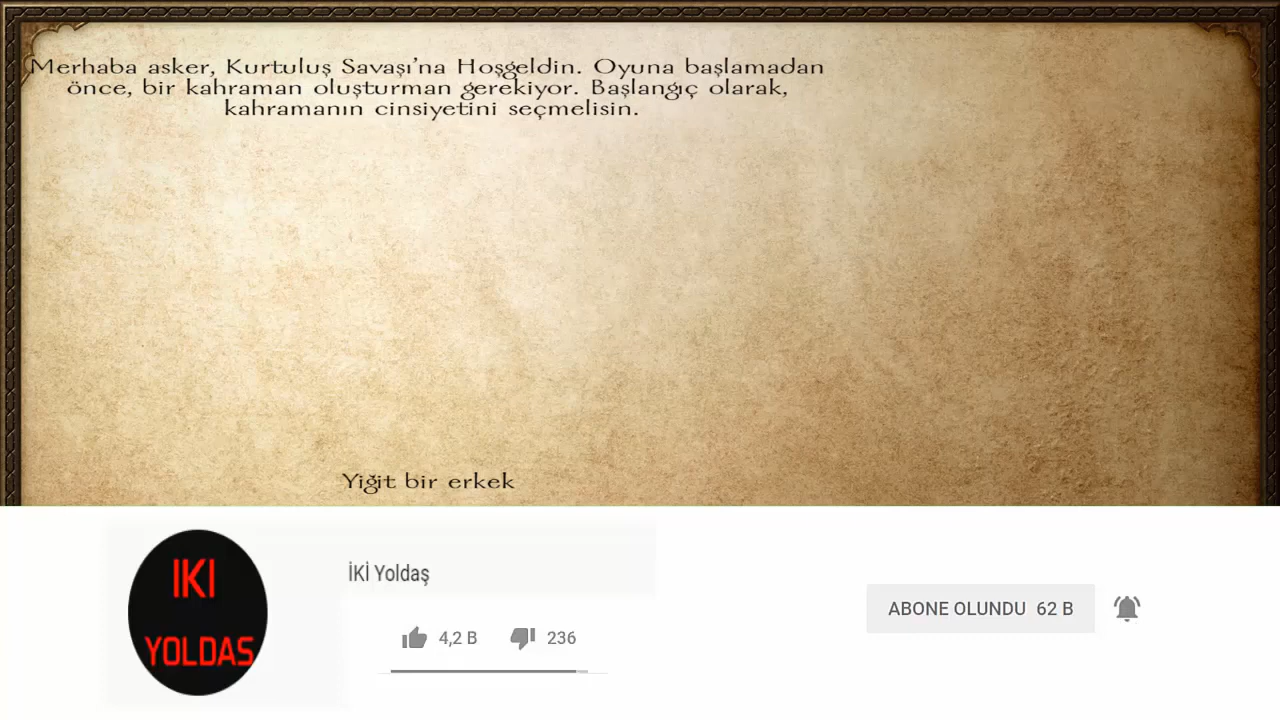 Merhaba asker, Kurtuluş Savaşı'na Hoşgeldin. Oyuna başlamadan
önce, bir kahraman oluşturman gerekiyor. Başlangıç olarak,
kahramanın cinsiyetini seçmelisin.
Yiğit bir erkek
IKI
YOLDAS
İKİ Yoldaş
4,2 B 236
ABONE OLUNDU 62 B